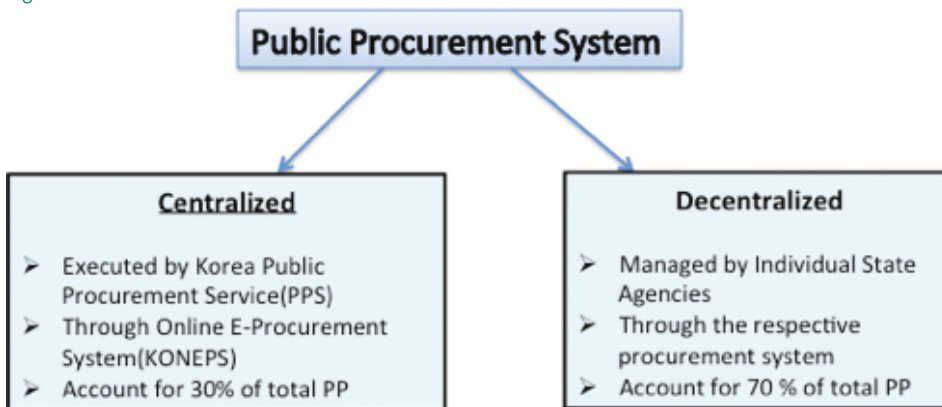 Public Procurement System
Centralized
➢ Executed by Korea Public
Procurement Service(PPS)
➢ Through Online E-Procurement
System(KONEPS)
➢ Account for 30% of total PP
Decentralized
➢ Managed by Individual State
Agencies
➢ Through the respective
procurement system
➢ Account for 70 % of total PP